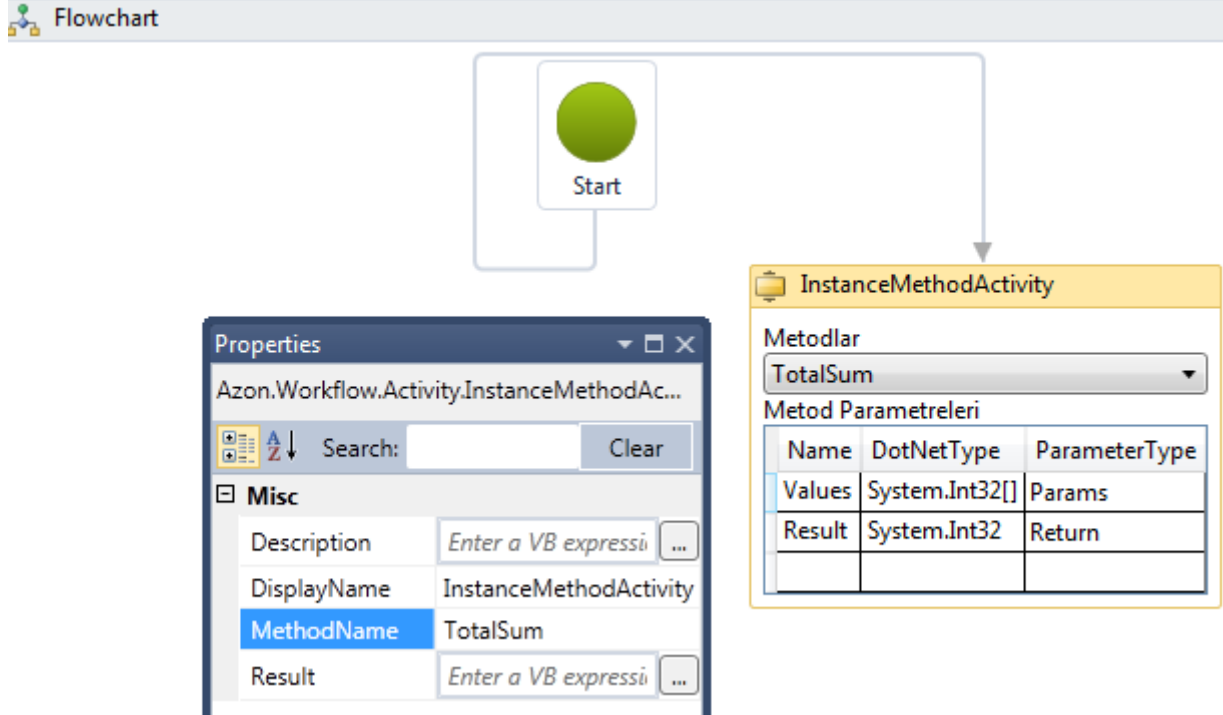 Flowchart
Start
InstanceMethodActivity
Metodlar
TotalSum
Metod Parametreleri
Name DotNetType ParameterType
Values System.Int32[] Params
Result System.Int32 Return
Properties
Azon.Workflow.Activity.InstanceMethodAc...
A Z Search: Clear
Misc
Description Enter a VB expressi ...
DisplayName InstanceMethodActivity
MethodName TotalSum
Result Enter a VB expressi ...